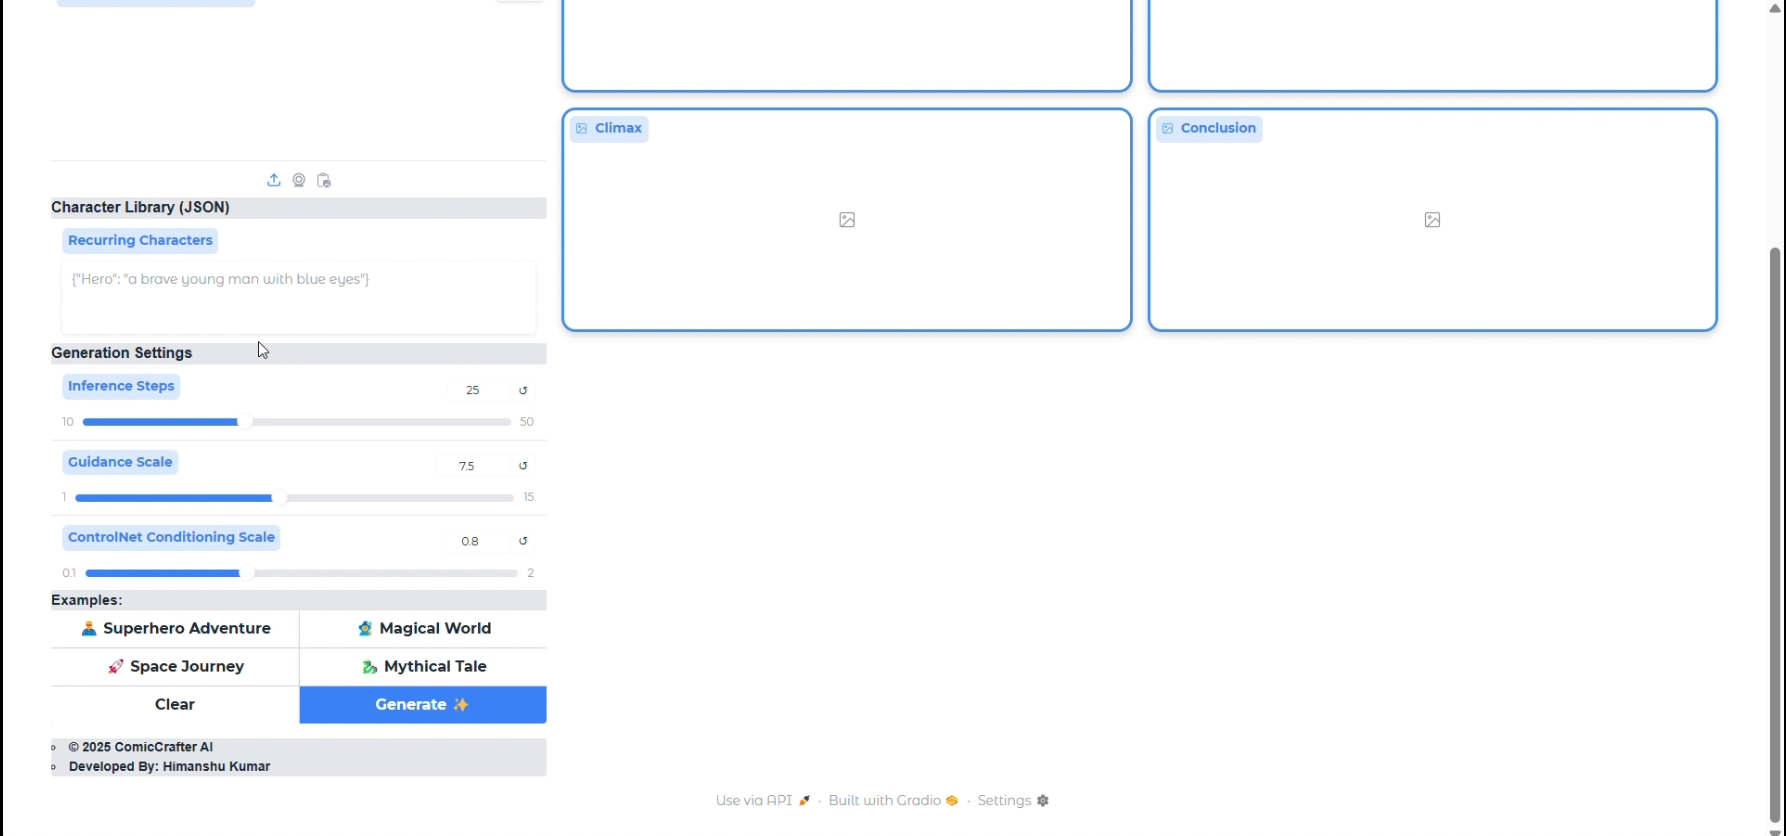 Climax
Conclusion
Character Library (JSON)
Recurring Characters
{"Hero": "a brave young man with blue eyes"}
Generation Settings
Inference Steps
25
10
50
Guidance Scale
7.5
1
15
ControlNet Conditioning Scale
0.8
0.1
2
Examples:
Superhero Adventure
Magical World
Space Journey
Mythical Tale
Clear
Generate
© 2025 ComicCrafter AI
Developed By: Himanshu Kumar
Use via API · Built with Gradio · Settings